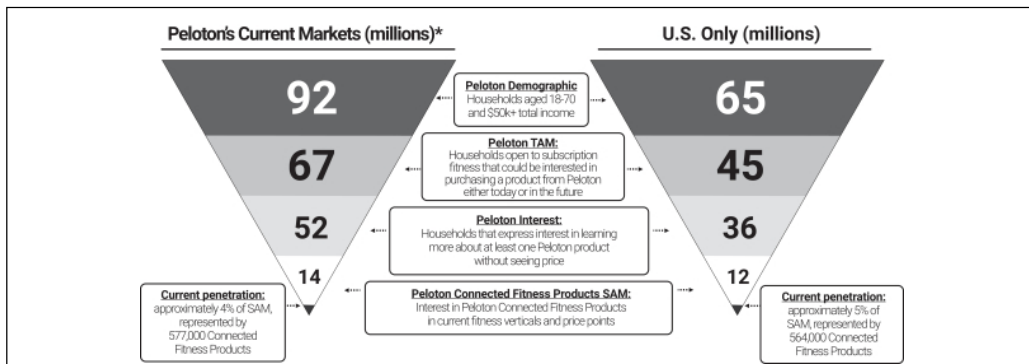 Peloton's Current Markets (millions)*
U.S. Only (millions)
92
Peloton Demographic
Households aged 18-70
and $50k+ total income
65
67
Peloton TAM:
Households open to subscription
fitness that could be interested in
purchasing a product from Peloton
either today or in the future
45
52
Peloton Interest:
Households that express interest in learning
more about at least one Peloton product
without seeing price
36
14
Peloton Connected Fitness Products SAM:
Interest in Peloton Connected Fitness Products
in current fitness verticals and price points
12
Current penetration:
approximately 4% of SAM,
represented by
577,000 Connected
Fitness Products
Current penetration:
approximately 5% of
SAM, represented by
564,000 Connected
Fitness Products